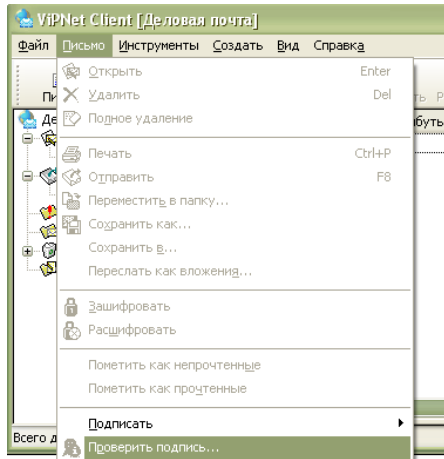 ViPNet Client [Деловая почта]
Файл Письмо Инструменты Создать Вид Справка
Открыть Enter
Удалить Del
Полное удаление
Печать Ctrl+P
Отправить F8
Переместить в папку...
Сохранить как...
Сохранить в...
Переслать как вложения...
Зашифровать
Расшифровать
Пометить как непрочтенные
Пометить как прочтенные
Подписать
Всего
Проверить подпись...